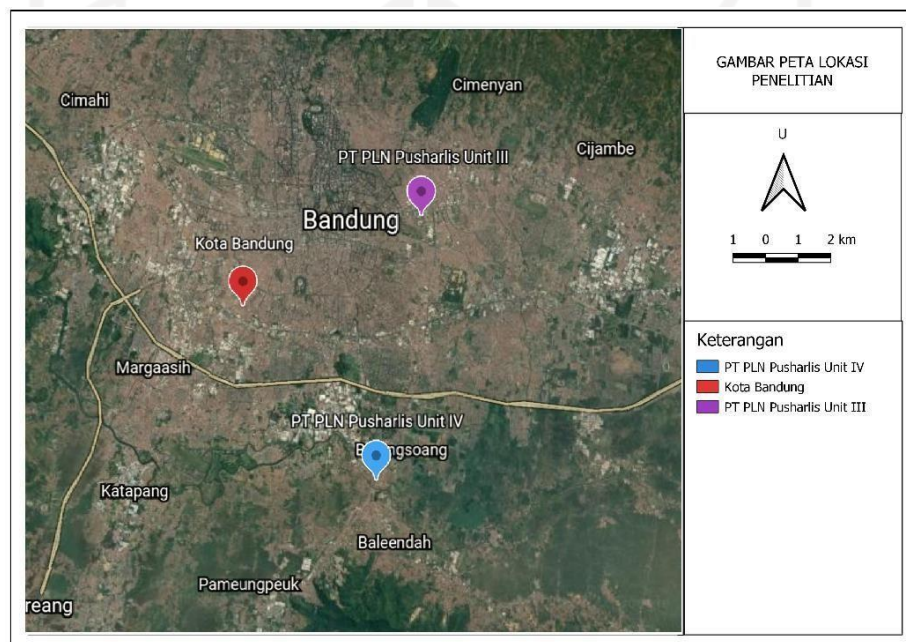 Cimahi
Cimenyan
Cijambe
PT PLN Pusharlis Unit III
Bandung
Kota Bandung
Margaasih
PT PLN Pusharlis Unit IV
Katapang
Baleendah
Pameungpeuk
reang
GAMBAR PETA LOKASI
PENELITIAN
U
1 0 1 2 km
Keterangan
PT PLN Pusharlis Unit IV
Kota Bandung
PT PLN Pusharlis Unit III